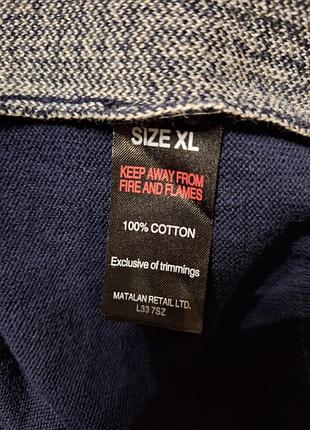 SIZE XL
KEEP AWAY FROM
FIRE AND FLAMES
100% COTTON
Exclusive of trimmings
MATALAN RETAIL LTD.
L33 7SZ